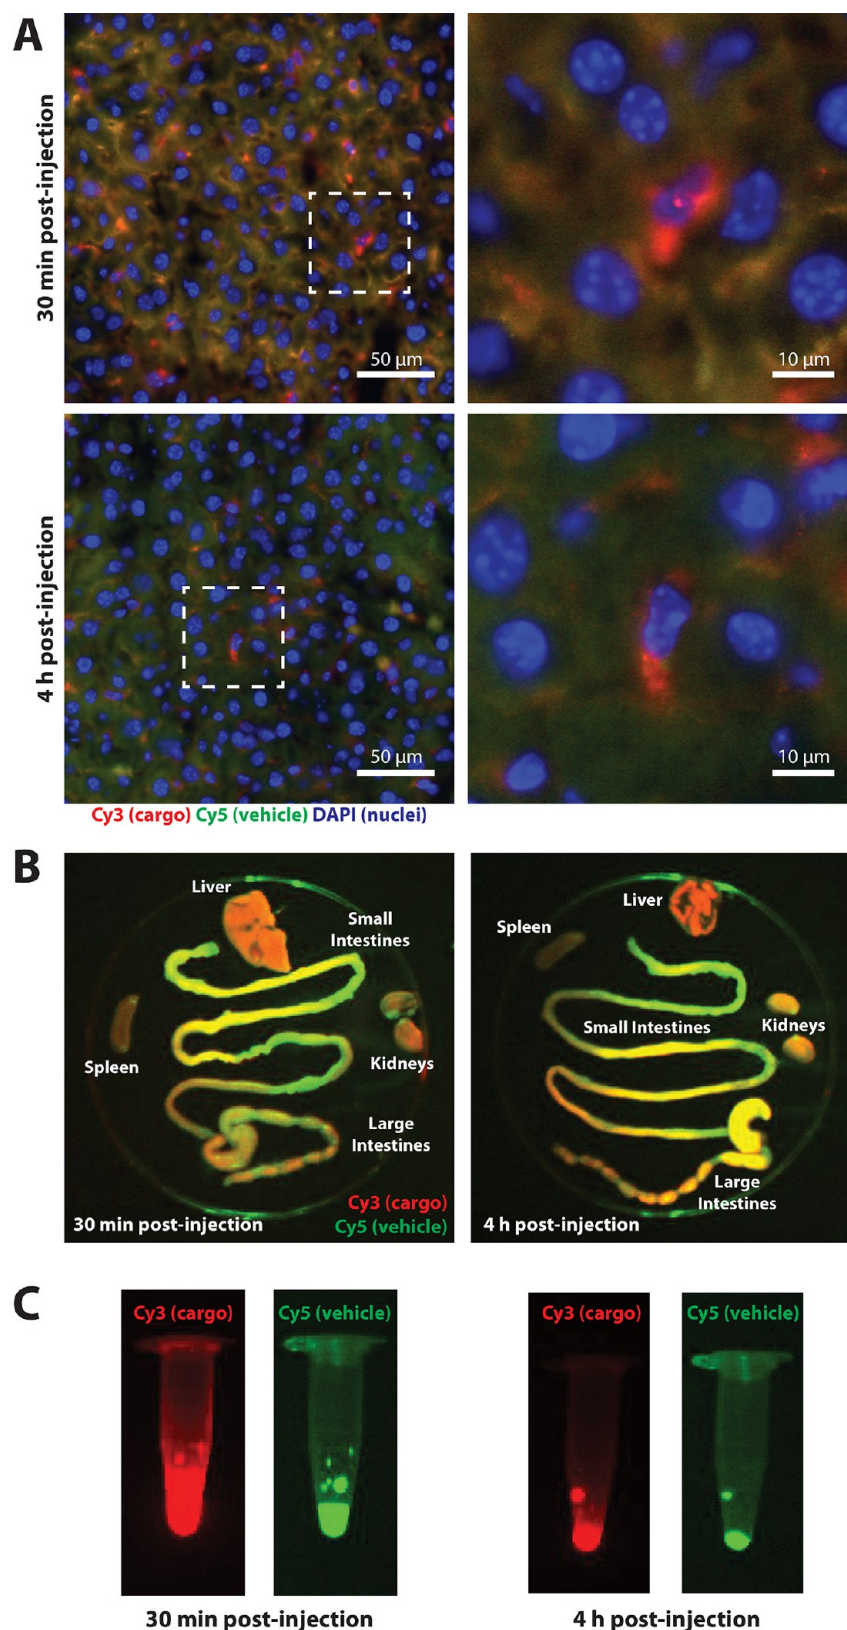 A
30 min post-injection
50 µm
10 µm
4 h post-injection
50 µm
10 µm
Cy3 (cargo) Cy5 (vehicle) DAPI (nuclei)
B
Liver
Small
Intestines
Spleen
Kidneys
Large
Intestines
Cy3 (cargo)
Cy5 (vehicle)
30 min post-injection
Liver
Spleen
Small Intestines
Kidneys
Large
Intestines
4 h post-injection
C
Cy3 (cargo)
Cy5 (vehicle)
Cy3 (cargo)
Cy5 (vehicle)
30 min post-injection
4 h post-injection